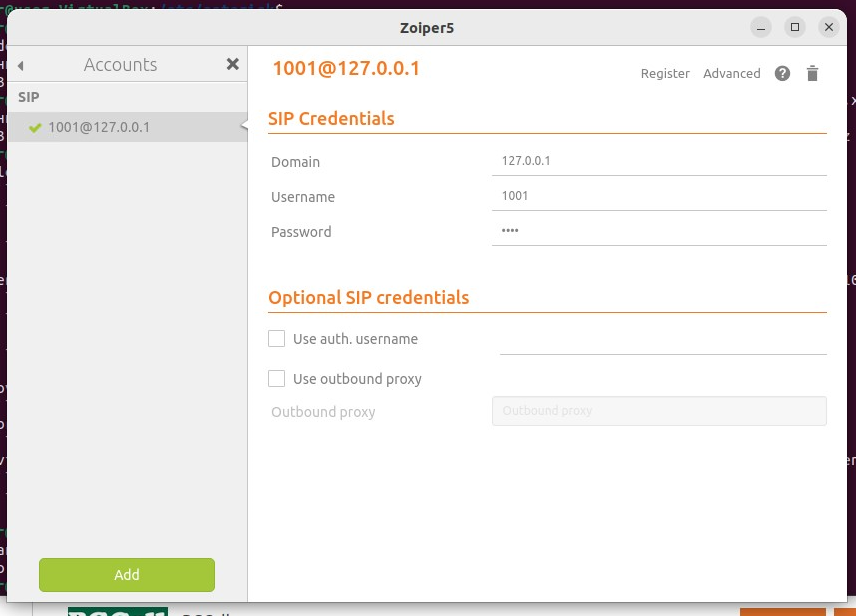 Zoiper5
Accounts
SIP
1001@127.0.0.1
Add
1001@127.0.0.1
Register Advanced
SIP Credentials
Domain 127.0.0.1
Username 1001
Password ••••
Optional SIP credentials
Use auth. username
Use outbound proxy
Outbound proxy Outbound proxy